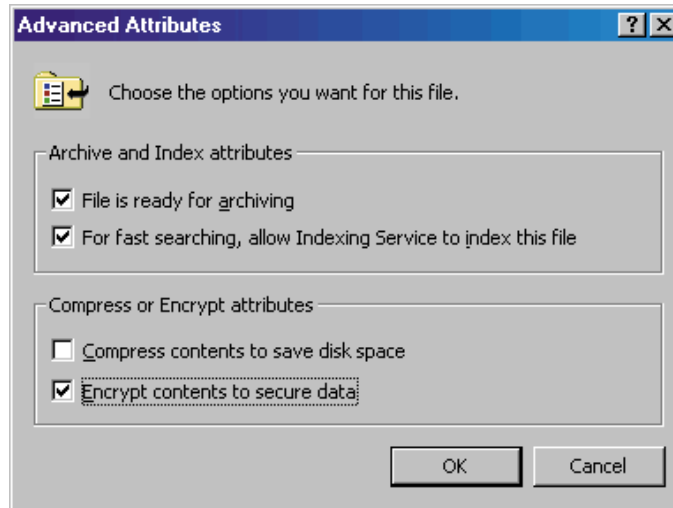 Advanced Attributes
Choose the options you want for this file.
Archive and Index attributes
File is ready for archiving
For fast searching, allow Indexing Service to index this file
Compress or Encrypt attributes
Compress contents to save disk space
Encrypt contents to secure data
OK Cancel